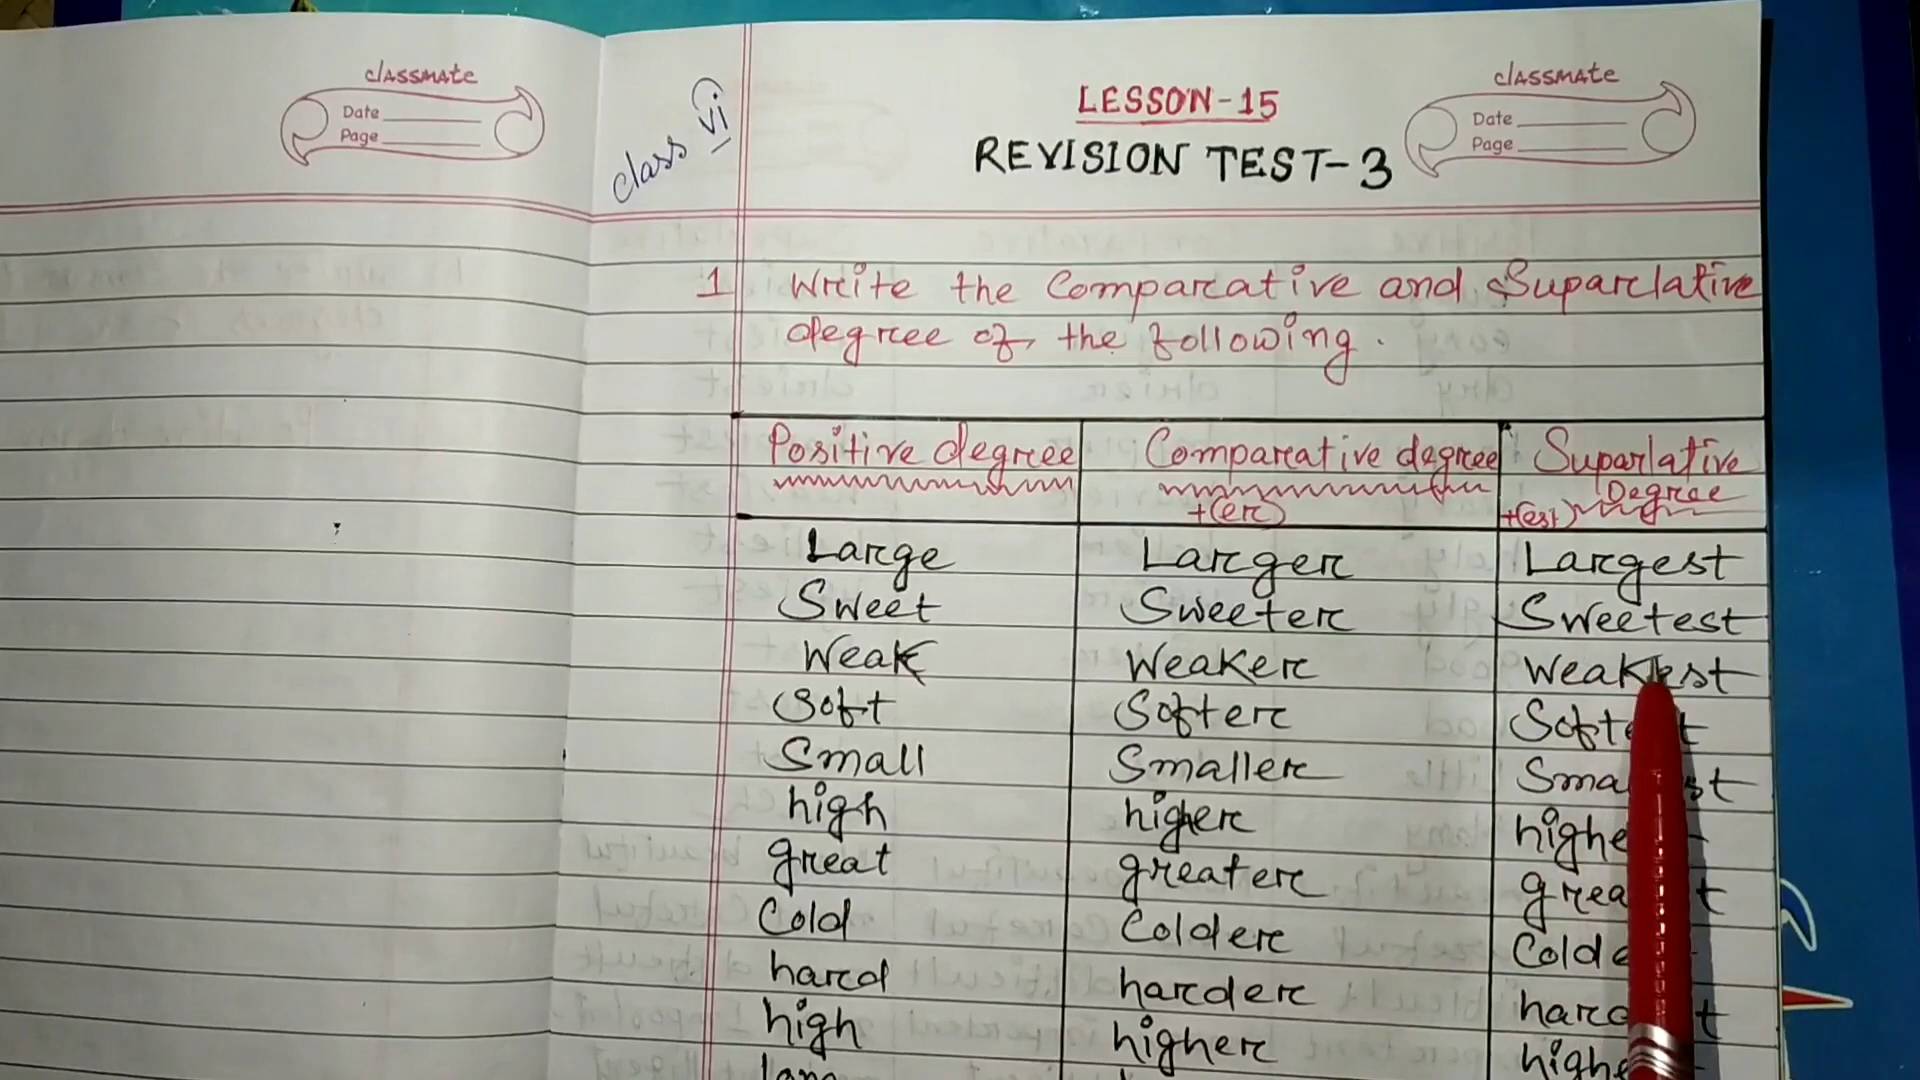 classmate
Date
Page
class vi
LESSON-15
REVISION TEST-3
classmate
Date
Page
1 Write the Comparative and Suparlative
degree of the following.
Positive degree Comparative degree Suparlative
+(er) +(est) Degree
Large Larger Largest
Sweet Sweeter Sweetest
Weak Weaker Weakest
Soft Softer
Small Smaller
high higher
great greater
Cold Colder
hard harder
high higher